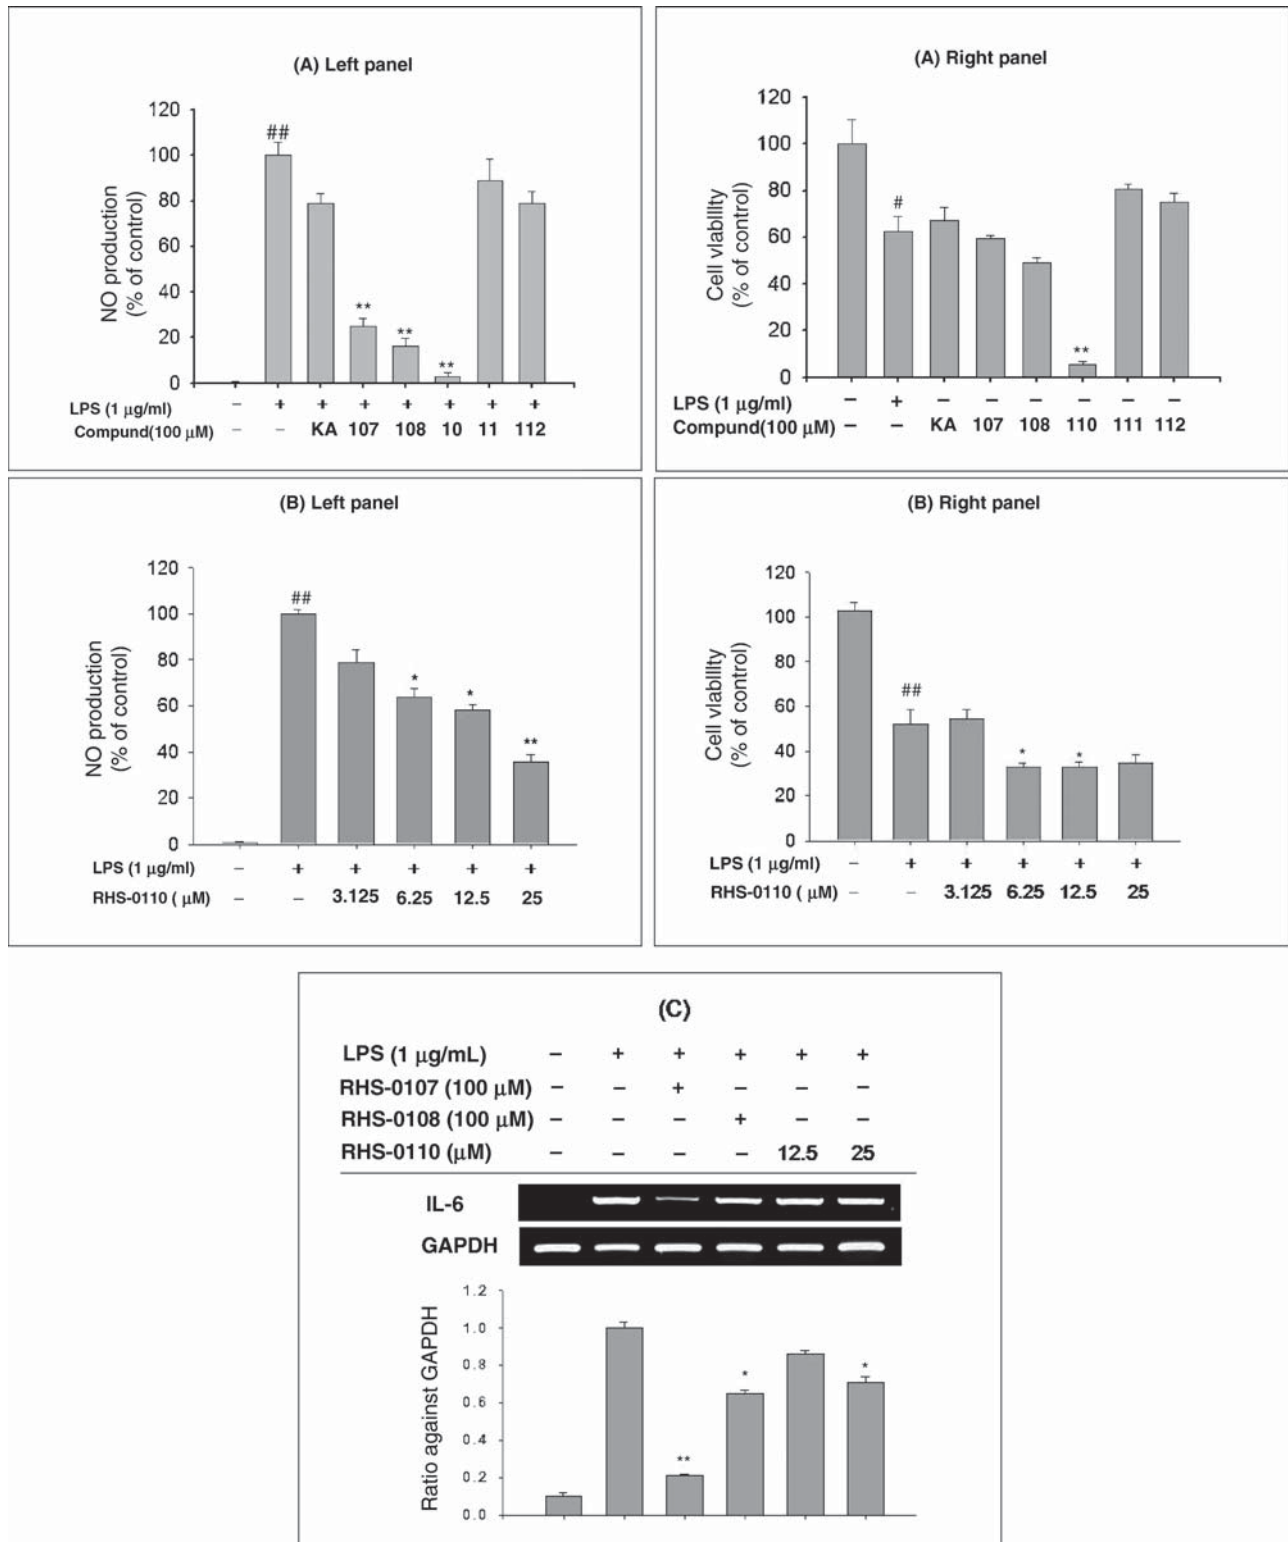 (A) Left panel
120
100
80
60
40
20
0
NO production
(% of control)
##
**
**
**
LPS (1 μg/ml) – + + + + + + +
Compund(100 μM) – – KA 107 108 10 11 112
(A) Right panel
120
100
80
60
40
20
0
Cell viability
(% of control)
#
**
LPS (1 μg/ml) – + – – – – – –
Compund(100 μM) – – KA 107 108 110 111 112
(B) Left panel
120
100
80
60
40
20
0
NO production
(% of control)
##
*
*
**
LPS (1 μg/ml) – + + + + +
RHS-0110 ( μM) – – 3.125 6.25 12.5 25
(B) Right panel
120
100
80
60
40
20
0
Cell viability
(% of control)
##
*
*
LPS (1 μg/ml) – + + + + +
RHS-0110 ( μM) – – 3.125 6.25 12.5 25
(C)
LPS (1 μg/mL) – + + + + +
RHS-0107 (100 μM) – – + – – –
RHS-0108 (100 μM) – – – + – –
RHS-0110 (μM) – – – – 12.5 25
IL-6
GAPDH
1.2
1.0
0.8
0.6
0.4
0.2
0.0
Ratio against GAPDH
**
*
*